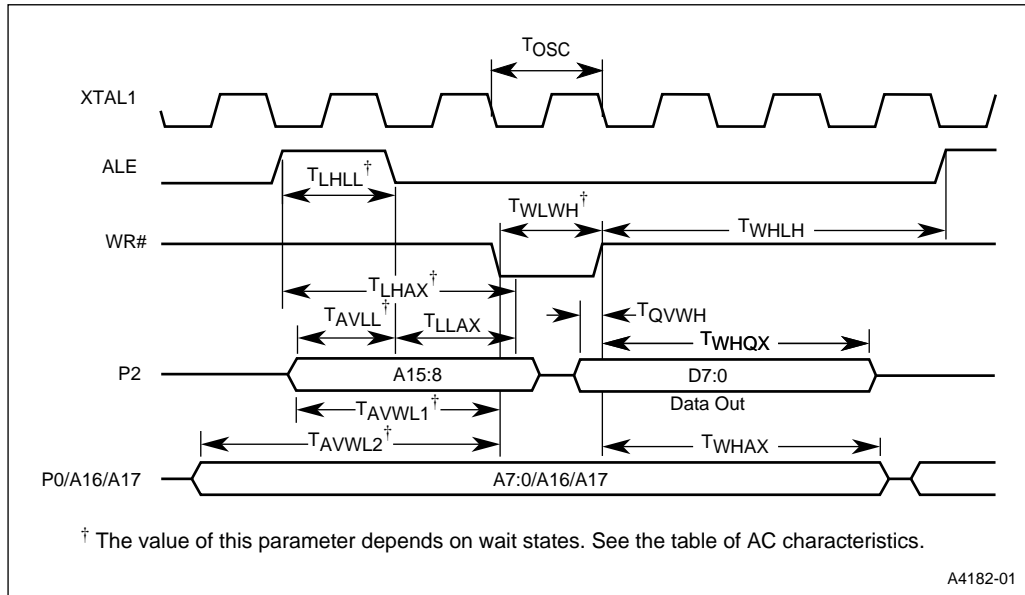 TOSC
XTAL1
ALE
TLHLL†
TWLWH†
TWHLH
WR#
TLHAX†
TAVLL†
TLLAX
TQVWH
TWHQX
P2
A15:8
D7:0
Data Out
TAVWL1†
TAVWL2†
TWHAX
P0/A16/A17
A7:0/A16/A17
† The value of this parameter depends on wait states. See the table of AC characteristics.
A4182-01